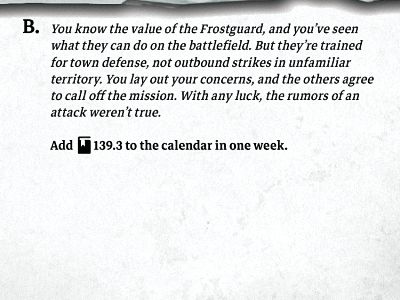 B. You know the value of the Frostguard, and you’ve seen
what they can do on the battlefield. But they’re trained
for town defense, not outbound strikes in unfamiliar
territory. You lay out your concerns, and the others agree
to call off the mission. With any luck, the rumors of an
attack weren’t true.
Add 139.3 to the calendar in one week.